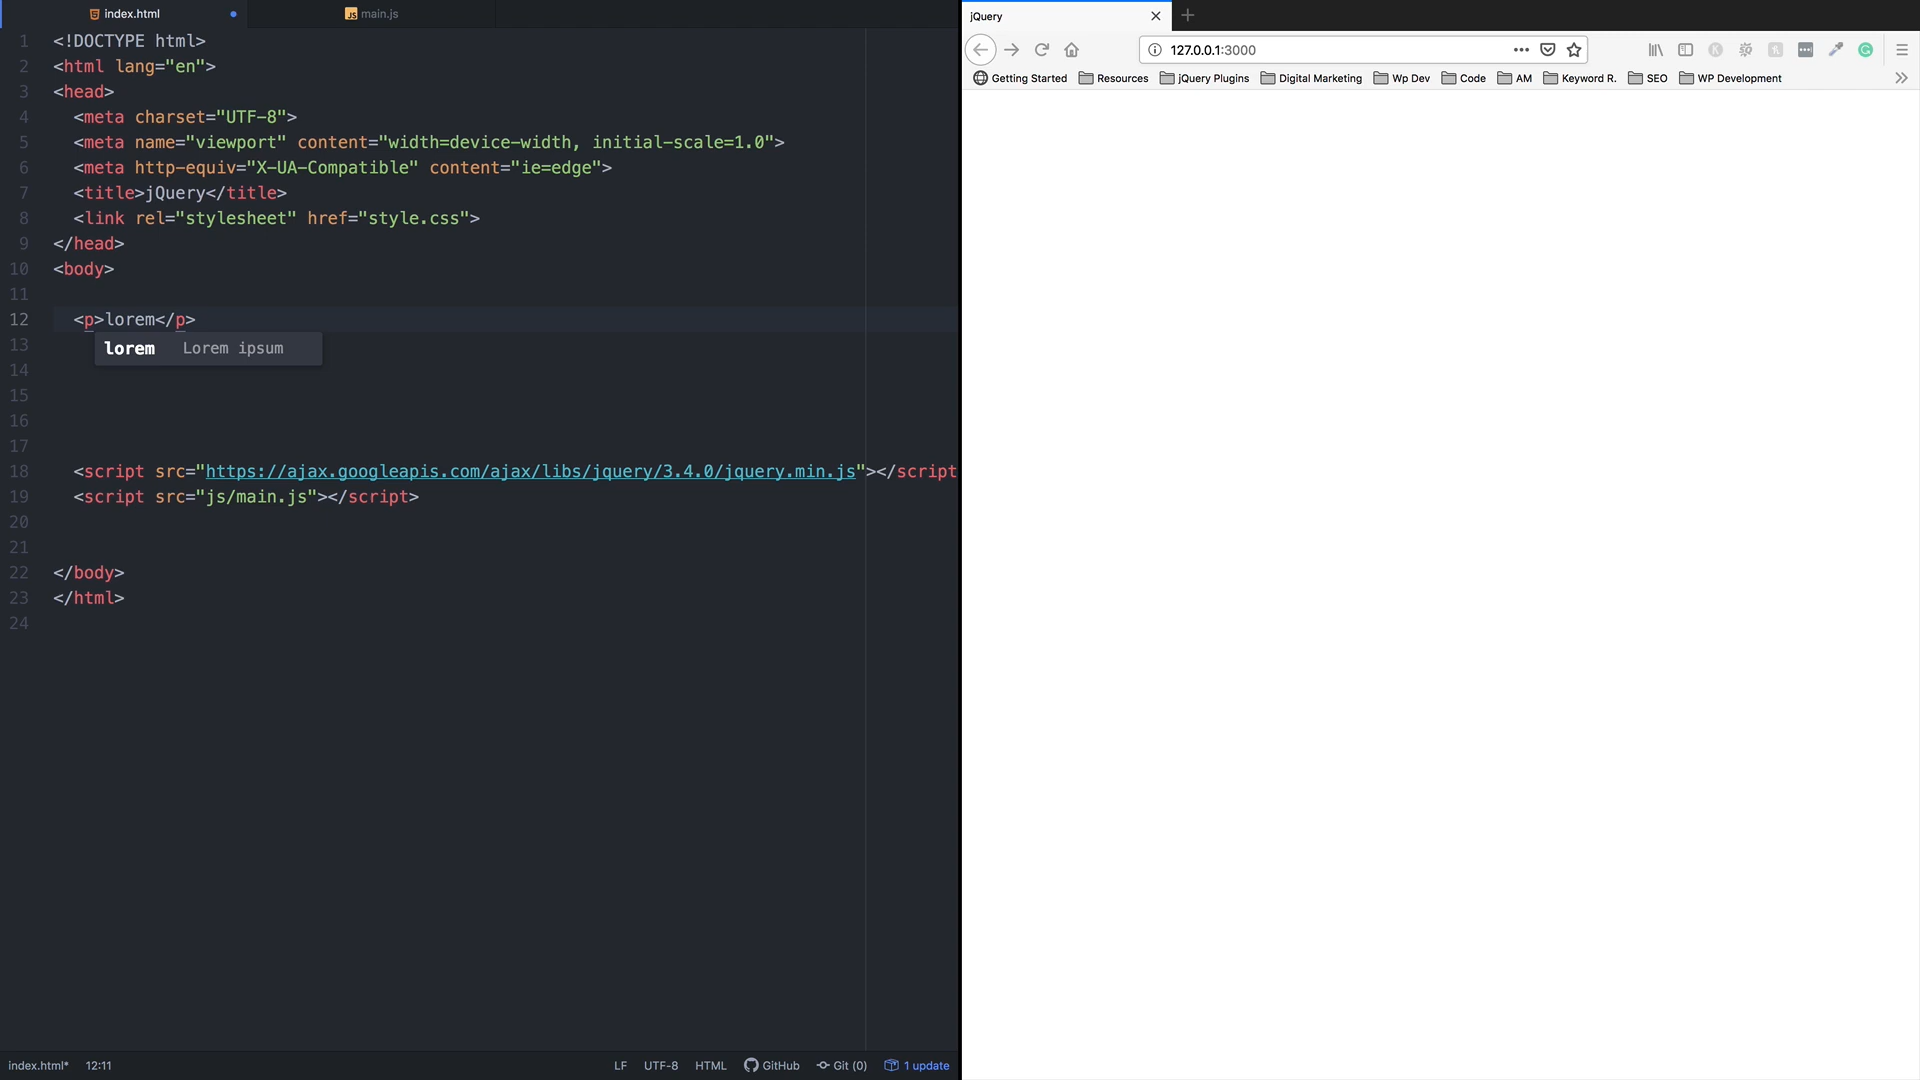 index.html
main.js
1 <!DOCTYPE html>
2 <html lang="en">
3 <head>
4 <meta charset="UTF-8">
5 <meta name="viewport" content="width=device-width, initial-scale=1.0">
6 <meta http-equiv="X-UA-Compatible" content="ie=edge">
7 <title>jQuery</title>
8 <link rel="stylesheet" href="style.css">
9 </head>
10 <body>
11
12 <p>lorem</p>
13 lorem Lorem ipsum
14
15
16
17
18 <script src="https://ajax.googleapis.com/ajax/libs/jquery/3.4.0/jquery.min.js"></script
19 <script src="js/main.js"></script>
20
21
22 </body>
23 </html>
24
index.html* 12:11 LF UTF-8 HTML GitHub Git (0) 1 update
jQuery
127.0.0.1:3000
Getting Started Resources jQuery Plugins Digital Marketing Wp Dev Code AM Keyword R. SEO WP Development